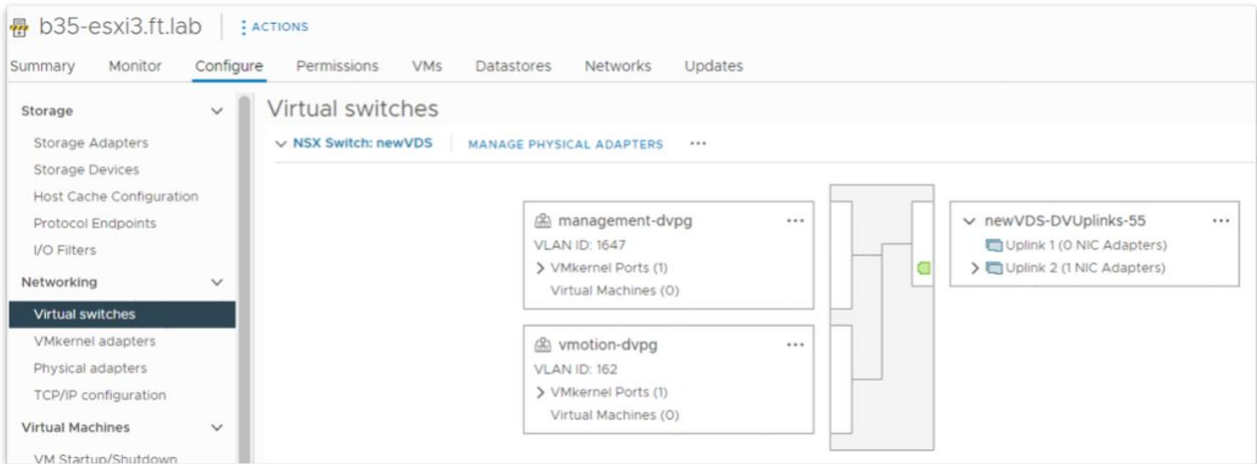 b35-esxi3.ft.lab
ACTIONS
Summary Monitor Configure Permissions VMs Datastores Networks Updates
Storage
Storage Adapters
Storage Devices
Host Cache Configuration
Protocol Endpoints
I/O Filters
Networking
Virtual switches
VMkernel adapters
Physical adapters
TCP/IP configuration
Virtual Machines
VM Startup/Shutdown
Virtual switches
NSX Switch: newVDS MANAGE PHYSICAL ADAPTERS ...
management-dvpg ...
VLAN ID: 1647
VMkernel Ports (1)
Virtual Machines (0)
vmotion-dvpg ...
VLAN ID: 162
VMkernel Ports (1)
Virtual Machines (0)
newVDS-DVUplinks-55 ...
Uplink 1 (0 NIC Adapters)
Uplink 2 (1 NIC Adapters)